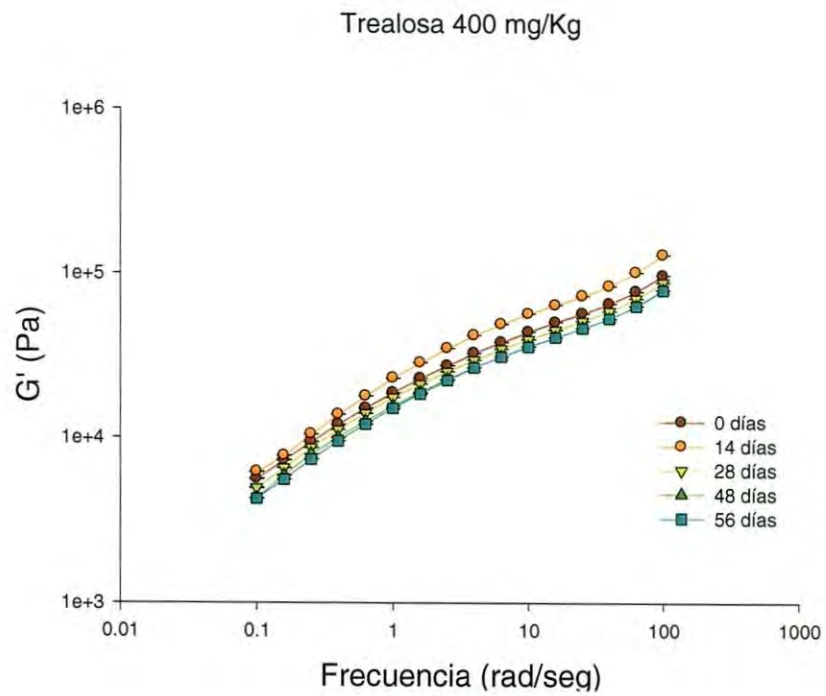 Trealosa 400 mg/Kg
1e+6
1e+5
1e+4
1e+3
G' (Pa)
0 días
14 días
28 días
48 días
56 días
0.01 0.1 1 10 100 1000
Frecuencia (rad/seg)